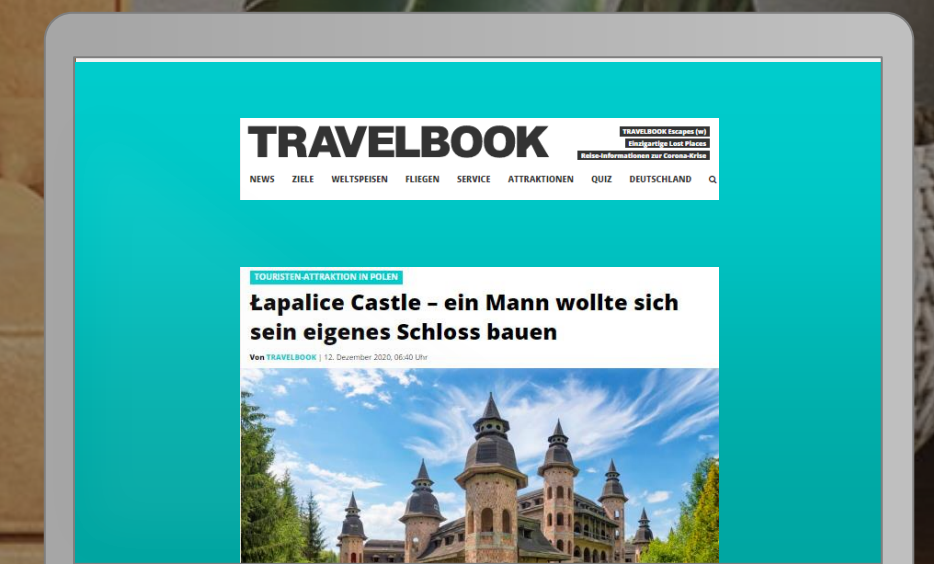 TRAVELBOOK
TRAVELBOOK Escapes (w)
Einzigartige Lost Places
Reise-Informationen zur Corona-Krise
NEWS ZIELE WELTSPEISEN FLIEGEN SERVICE ATTRAKTIONEN QUIZ DEUTSCHLAND
TOURISTEN-ATTRAKTION IN POLEN
Łapalice Castle – ein Mann wollte sich
sein eigenes Schloss bauen
Von TRAVELBOOK | 12. Dezember 2020, 06:40 Uhr